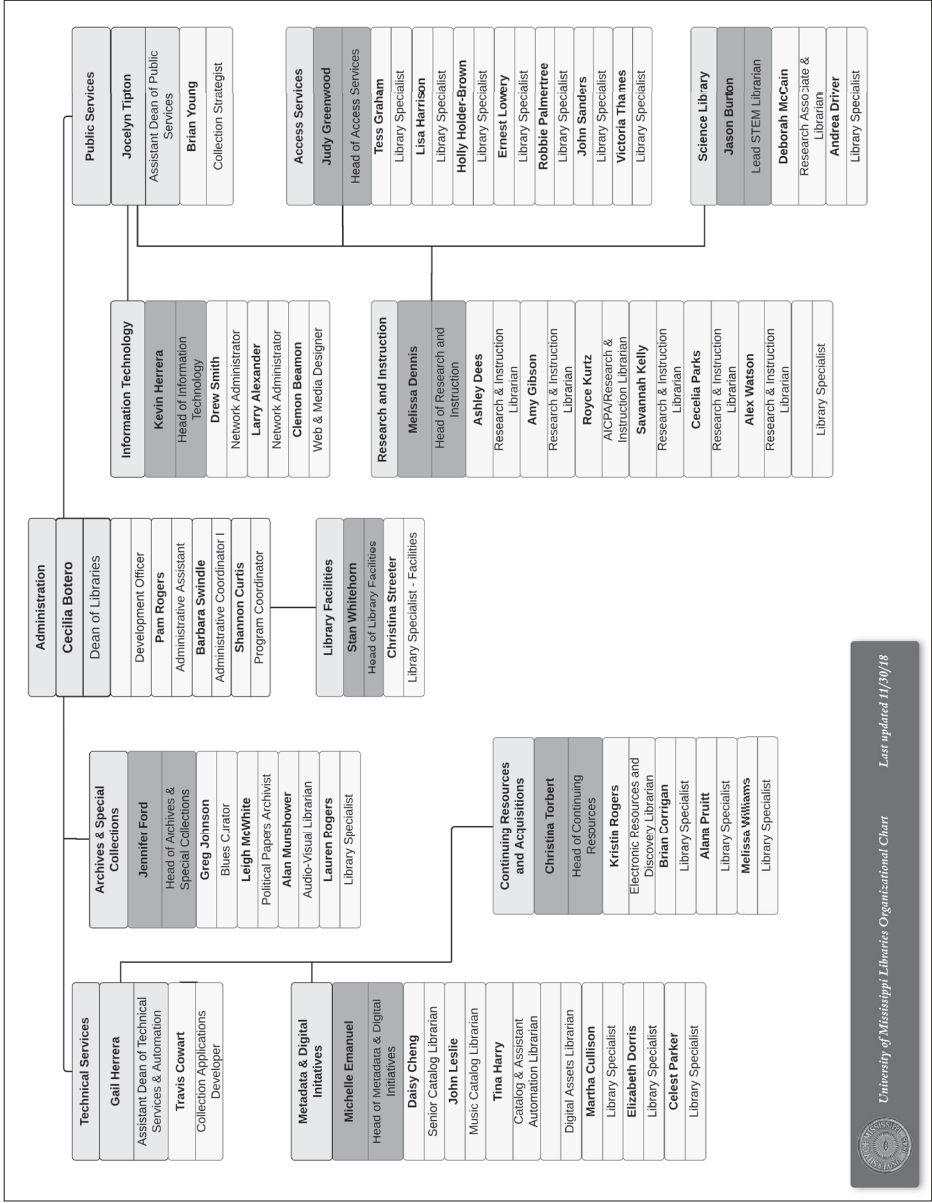 Administration
Cecilia Botero
Dean of Libraries
Development Officer
Pam Rogers
Administrative Assistant
Barbara Swindle
Administrative Coordinator I
Shannon Curtis
Program Coordinator
Library Facilities
Stan Whitehorn
Head of Library Facilities
Christina Streeter
Library Specialist - Facilities
Technical Services
Gail Herrera
Assistant Dean of Technical
Services & Automation
Travis Cowart
Collection Applications
Developer
Metadata & Digital
Initatives
Michelle Emanuel
Head of Metadata & Digital
Initiatives
Daisy Cheng
Senior Catalog Librarian
John Leslie
Music Catalog Librarian
Tina Harry
Catalog & Assistant
Automation Librarian
Digital Assets Librarian
Martha Cullison
Library Specialist
Elizabeth Dorris
Library Specialist
Celest Parker
Library Specialist
Archives & Special
Collections
Jennifer Ford
Head of Archives &
Special Collections
Greg Johnson
Blues Curator
Leigh McWhite
Political Papers Archivist
Alan Munshower
Audio-Visual Librarian
Lauren Rogers
Library Specialist
Continuing Resources
and Acquisitions
Christina Torbert
Head of Continuing
Resources
Kristin Rogers
Electronic Resources and
Discovery Librarian
Brian Corrigan
Library Specialist
Alana Pruitt
Library Specialist
Melissa Williams
Library Specialist
Information Technology
Kevin Herrera
Head of Information
Technology
Drew Smith
Network Administrator
Larry Alexander
Network Administrator
Clemon Beamon
Web & Media Designer
Research and Instruction
Melissa Dennis
Head of Research and
Instruction
Ashley Dees
Research & Instruction
Librarian
Amy Gibson
Research & Instruction
Librarian
Royce Kurtz
AICPA/Research &
Instruction Librarian
Savannah Kelly
Research & Instruction
Librarian
Cecelia Parks
Research & Instruction
Librarian
Alex Watson
Research & Instruction
Librarian
Library Specialist
Public Services
Jocelyn Tipton
Assistant Dean of Public
Services
Brian Young
Collection Strategist
Access Services
Judy Greenwood
Head of Access Services
Tess Graham
Library Specialist
Lisa Harrison
Library Specialist
Holly Holder-Brown
Library Specialist
Ernest Lowery
Library Specialist
Robbie Palmertree
Library Specialist
John Sanders
Library Specialist
Victoria Thames
Library Specialist
Science Library
Jason Burton
Lead STEM Librarian
Deborah McCain
Research Associate &
Librarian
Andrea Driver
Library Specialist
University of Mississippi Libraries Organizational Chart
Last updated 11/30/18